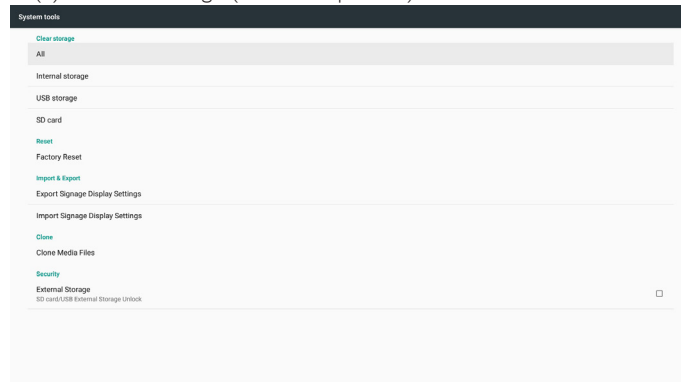 System tools
Clear storage
All
Internal storage
USB storage
SD card
Reset
Factory Reset
Import & Export
Export Signage Display Settings
Import Signage Display Settings
Clone
Clone Media Files
Security
External Storage
SD card/USB External Storage Unlock